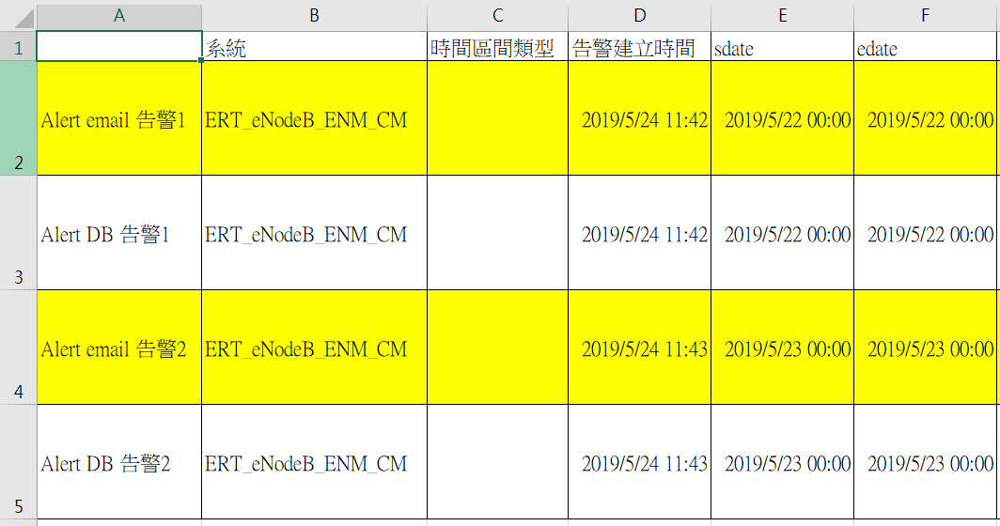 A B C D E F
1 系統 時間區間類型 告警建立時間 sdate edate
2 Alert email 告警1 ERT_eNodeB_ENM_CM 2019/5/24 11:42 2019/5/22 00:00 2019/5/22 00:00
3 Alert DB 告警1 ERT_eNodeB_ENM_CM 2019/5/24 11:42 2019/5/22 00:00 2019/5/22 00:00
4 Alert email 告警2 ERT_eNodeB_ENM_CM 2019/5/24 11:43 2019/5/23 00:00 2019/5/23 00:00
5 Alert DB 告警2 ERT_eNodeB_ENM_CM 2019/5/24 11:43 2019/5/23 00:00 2019/5/23 00:00